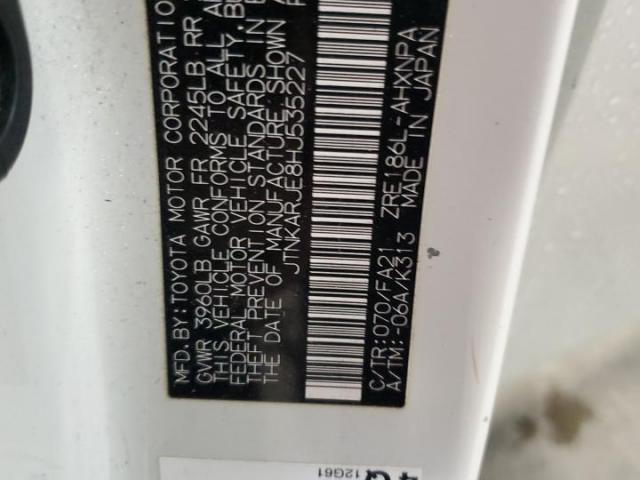 MFD. BY: TOYOTA MOTOR CORPORATION
GVWR 3960LB GAWR FR 2245LB RR
THIS VEHICLE CONFORMS TO ALL
FEDERAL MOTOR VEHICLE SAFETY,
THEFT PREVENTION STANDARDS IN
THE DATE OF MANUFACTURE SHOWN
JTNKARJE8HJ535227
C/TR:070/FA21 ZRE186L-AHXNPA
A/TM:-06A/K313 MADE IN JAPAN
12G61